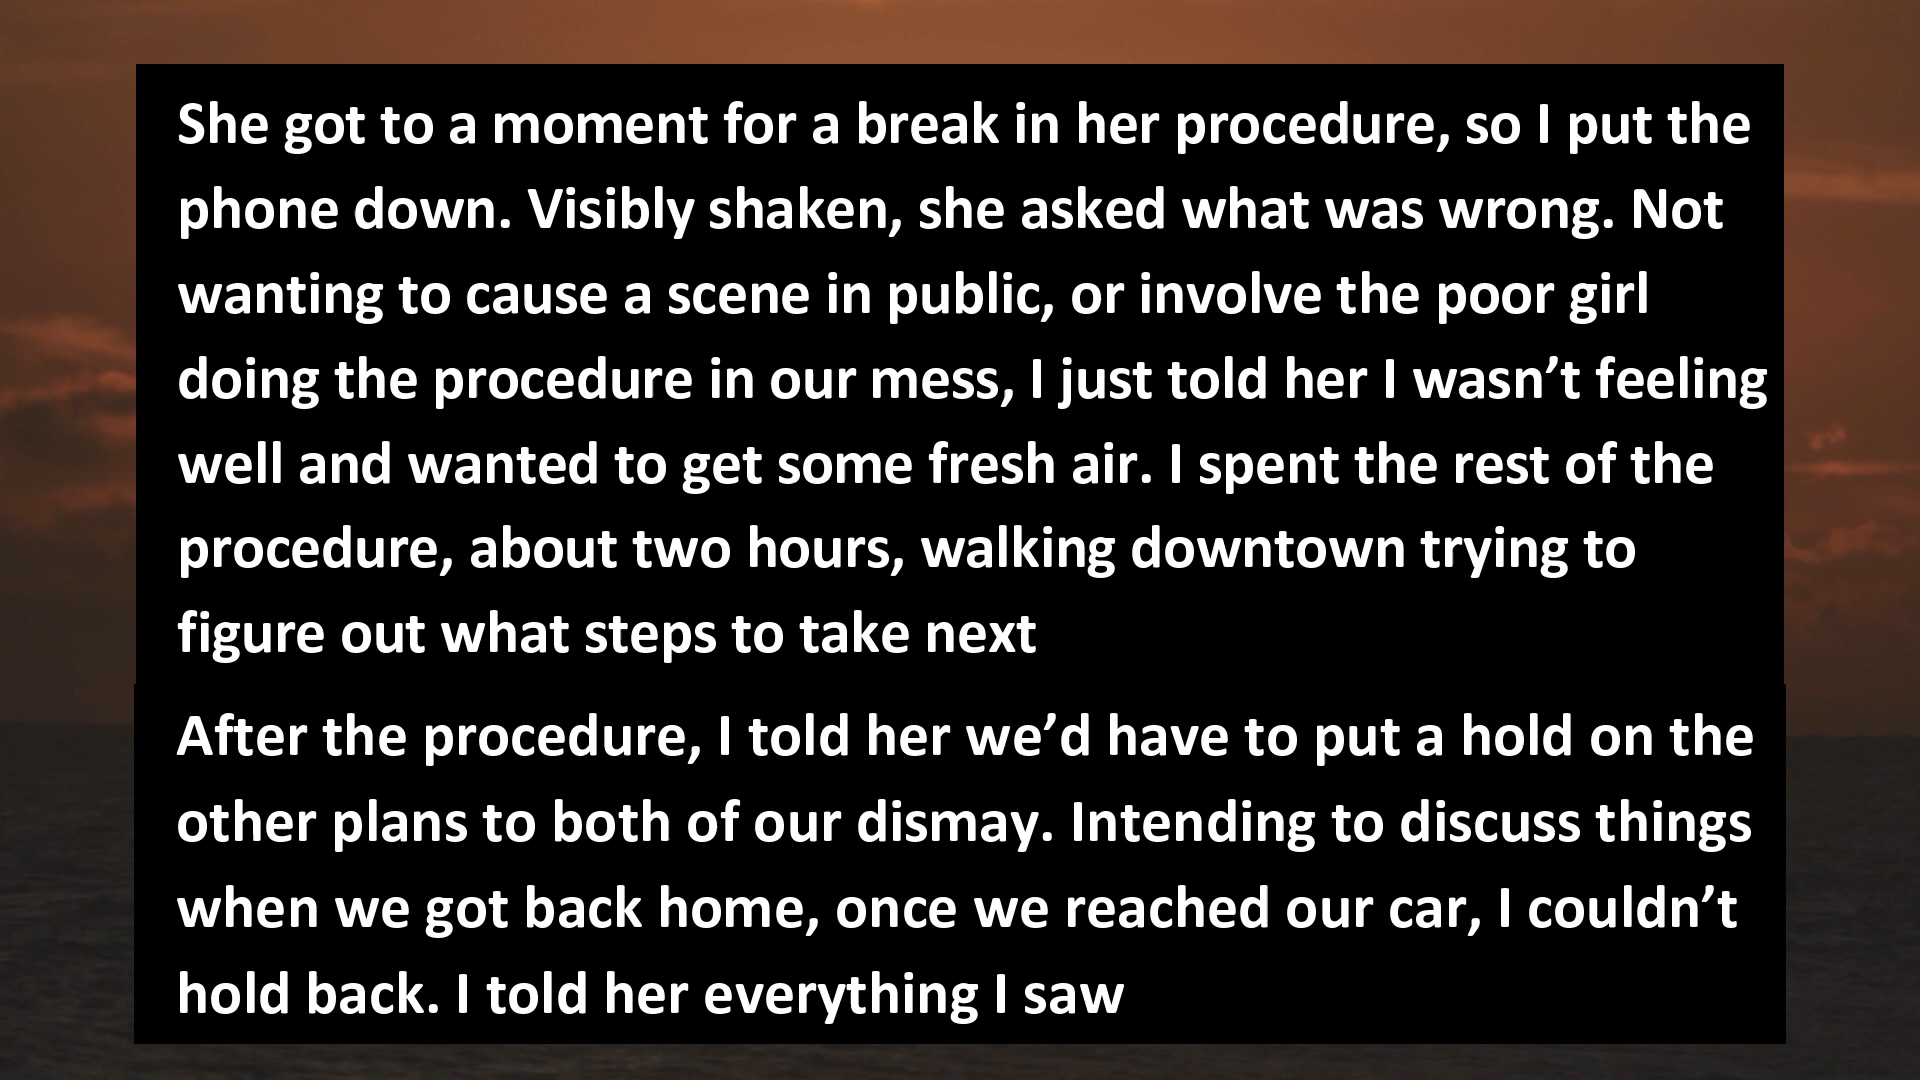 She got to a moment for a break in her procedure, so I put the
phone down. Visibly shaken, she asked what was wrong. Not
wanting to cause a scene in public, or involve the poor girl
doing the procedure in our mess, I just told her I wasn’t feeling
well and wanted to get some fresh air. I spent the rest of the
procedure, about two hours, walking downtown trying to
figure out what steps to take next
After the procedure, I told her we’d have to put a hold on the
other plans to both of our dismay. Intending to discuss things
when we got back home, once we reached our car, I couldn’t
hold back. I told her everything I saw